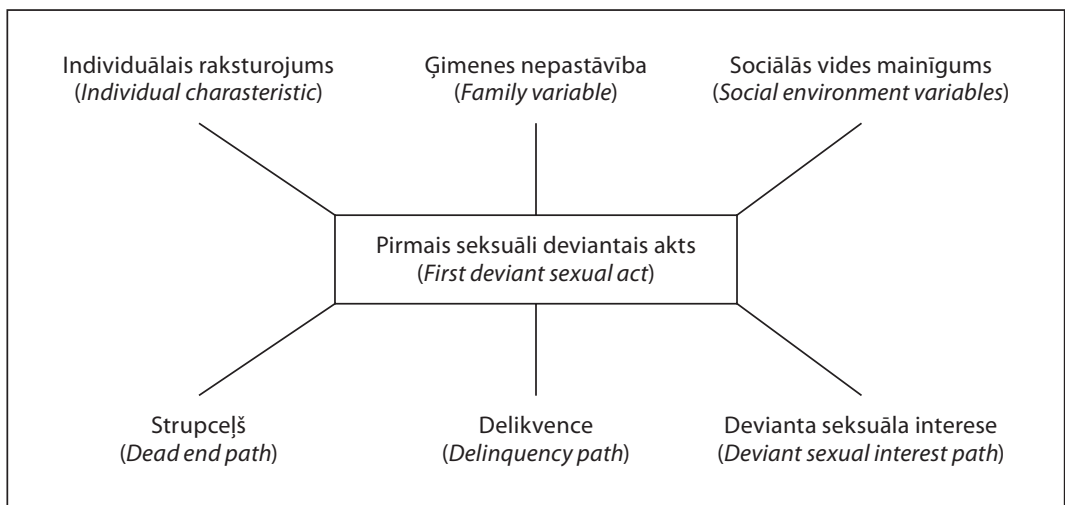 Individuālais raksturojums
(Individual charasteristic)
Ģimenes nepastāvība
(Family variable)
Sociālās vides mainīgums
(Social environment variables)
Pirmais seksuāli deviantais akts
(First deviant sexual act)
Strupceļš
(Dead end path)
Delikvence
(Delinquency path)
Devianta seksuāla interese
(Deviant sexual interest path)